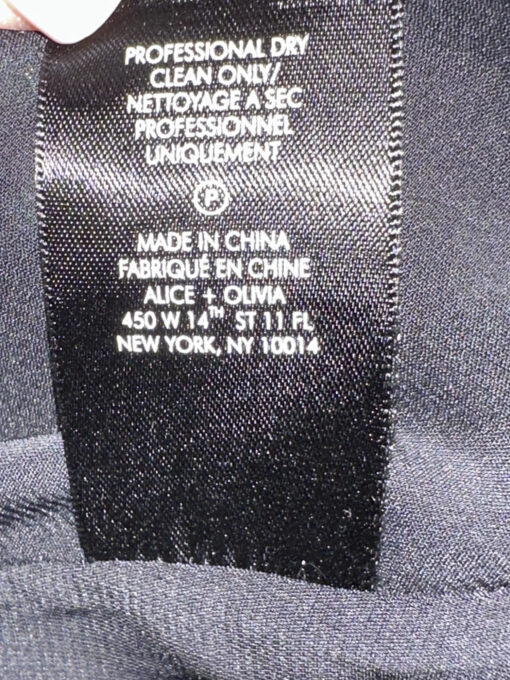 PROFESSIONAL DRY
CLEAN ONLY/
NETTOYAGE A SEC
PROFESSIONNEL
UNIQUEMENT
P
MADE IN CHINA
FABRIQUÉ EN CHINE
ALICE + OLIVIA
450 W 14TH ST 11 FL
NEW YORK, NY 10014